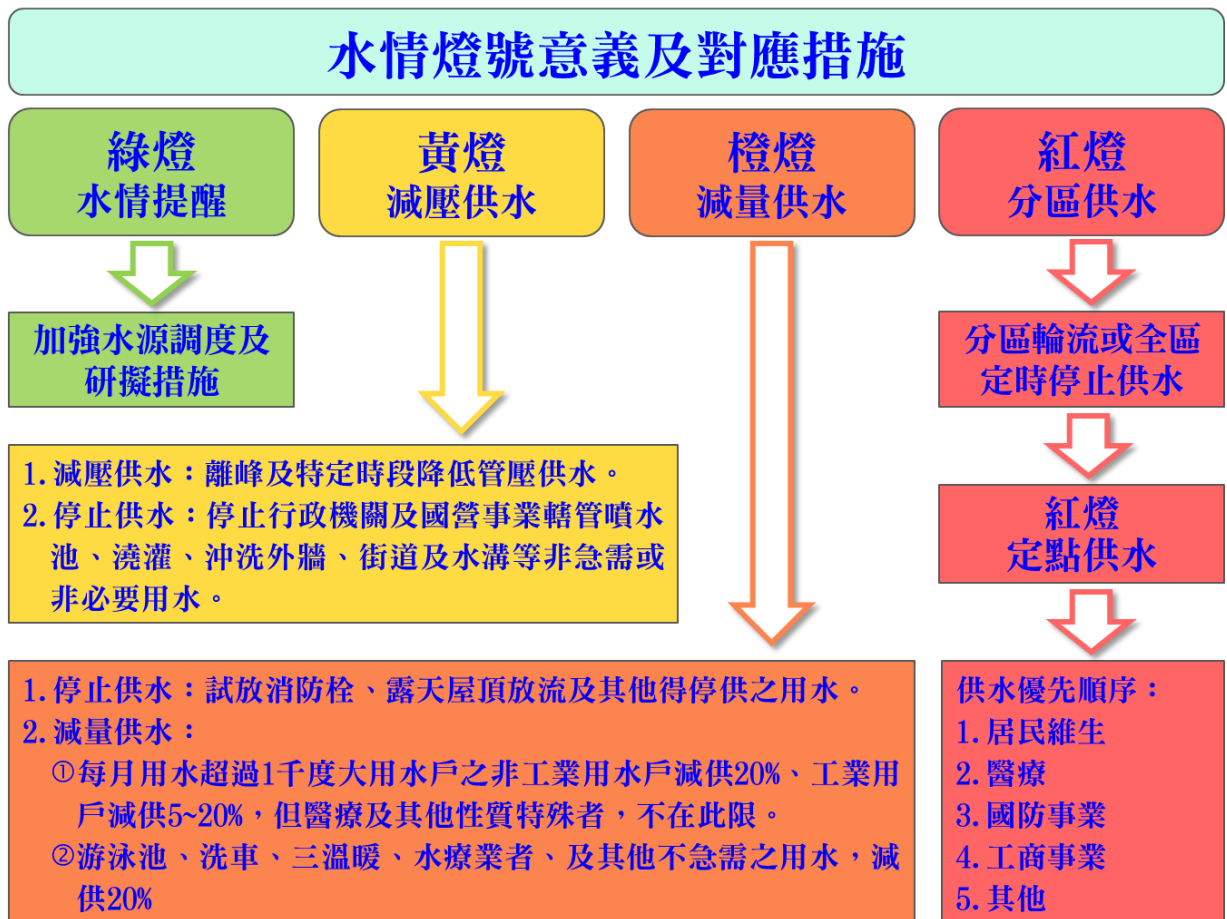 水情燈號意義及對應措施
綠燈
水情提醒
黃燈
減壓供水
橙燈
減量供水
紅燈
分區供水
加強水源調度及
研擬措施
分區輪流或全區
定時停止供水
1. 減壓供水：離峰及特定時段降低管壓供水。
2. 停止供水：停止行政機關及國營事業轄管噴水
池、澆灌、沖洗外牆、街道及水溝等非急需或
非必要用水。
紅燈
定點供水
1. 停止供水：試放消防栓、露天屋頂放流及其他得停供之用水。
2. 減量供水：
①每月用水超過1千度大用水戶之非工業用水戶減供20%、工業用
戶減供5~20%，但醫療及其他性質特殊者，不在此限。
②游泳池、洗車、三溫暖、水療業者、及其他不急需之用水，減
供20%
供水優先順序：
1. 居民維生
2. 醫療
3. 國防事業
4. 工商事業
5. 其他